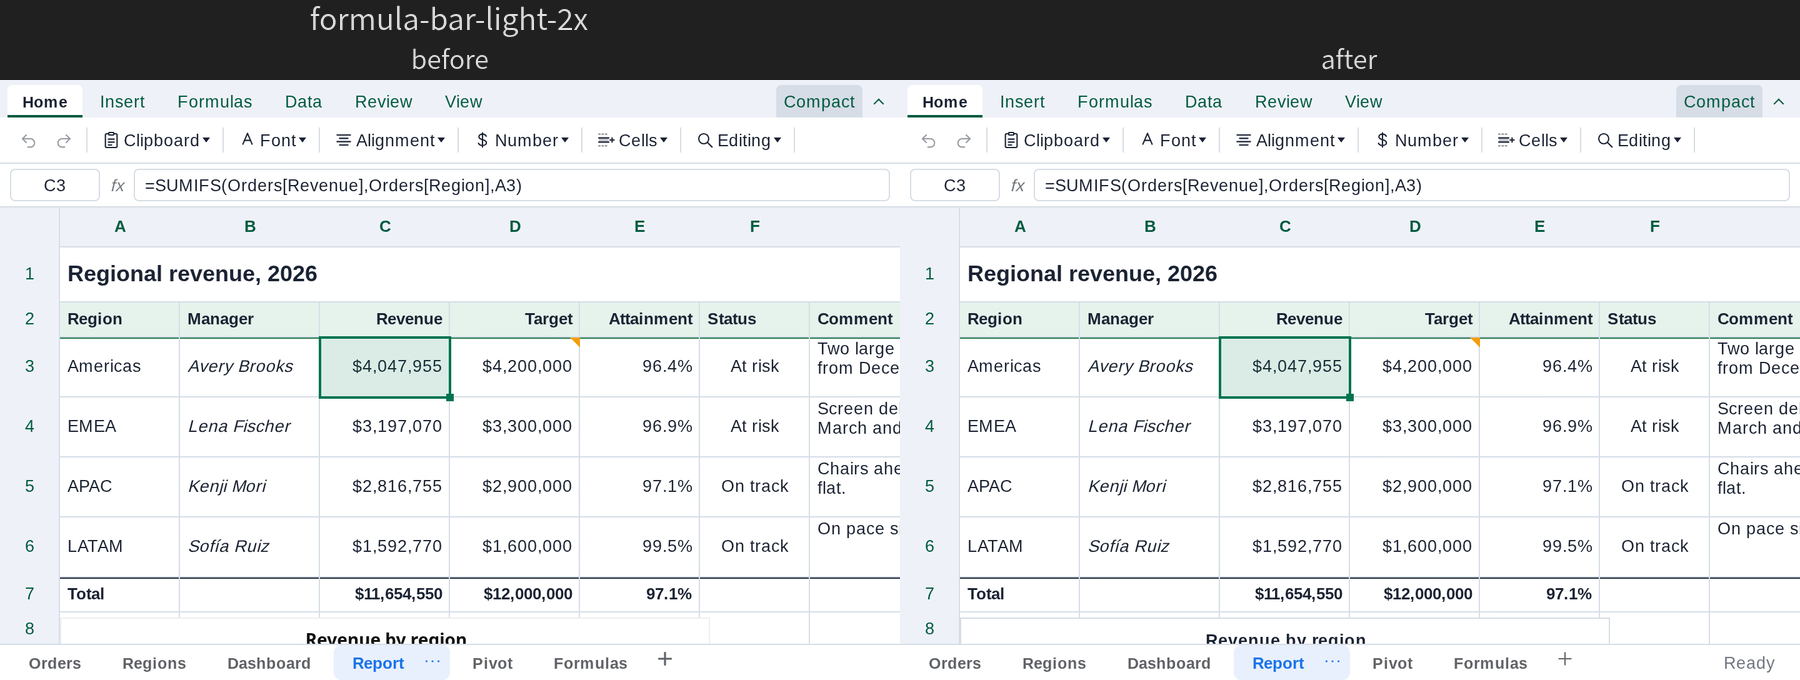 formula-bar-light-2x
before
after
Home Insert Formulas Data Review View Compact
Clipboard Font Alignment $ Number Cells Editing
C3 fx =SUMIFS(Orders[Revenue],Orders[Region],A3)
A B C D E F
1 Regional revenue, 2026
2 Region Manager Revenue Target Attainment Status Comment
3 Americas Avery Brooks $4,047,955 $4,200,000 96.4% At risk Two large
from Dece
4 EMEA Lena Fischer $3,197,070 $3,300,000 96.9% At risk Screen de
March and
5 APAC Kenji Mori $2,816,755 $2,900,000 97.1% On track Chairs ahe
flat.
6 LATAM Sofía Ruiz $1,592,770 $1,600,000 99.5% On track On pace s
7 Total $11,654,550 $12,000,000 97.1%
8 Revenue by region
Orders Regions Dashboard Report ... Pivot Formulas +
Home Insert Formulas Data Review View Compact
Clipboard Font Alignment $ Number Cells Editing
C3 fx =SUMIFS(Orders[Revenue],Orders[Region],A3)
A B C D E F
1 Regional revenue, 2026
2 Region Manager Revenue Target Attainment Status Comment
3 Americas Avery Brooks $4,047,955 $4,200,000 96.4% At risk Two large
from Dece
4 EMEA Lena Fischer $3,197,070 $3,300,000 96.9% At risk Screen de
March and
5 APAC Kenji Mori $2,816,755 $2,900,000 97.1% On track Chairs ahe
flat.
6 LATAM Sofía Ruiz $1,592,770 $1,600,000 99.5% On track On pace s
7 Total $11,654,550 $12,000,000 97.1%
8 Revenue by region
Orders Regions Dashboard Report ... Pivot Formulas + Ready